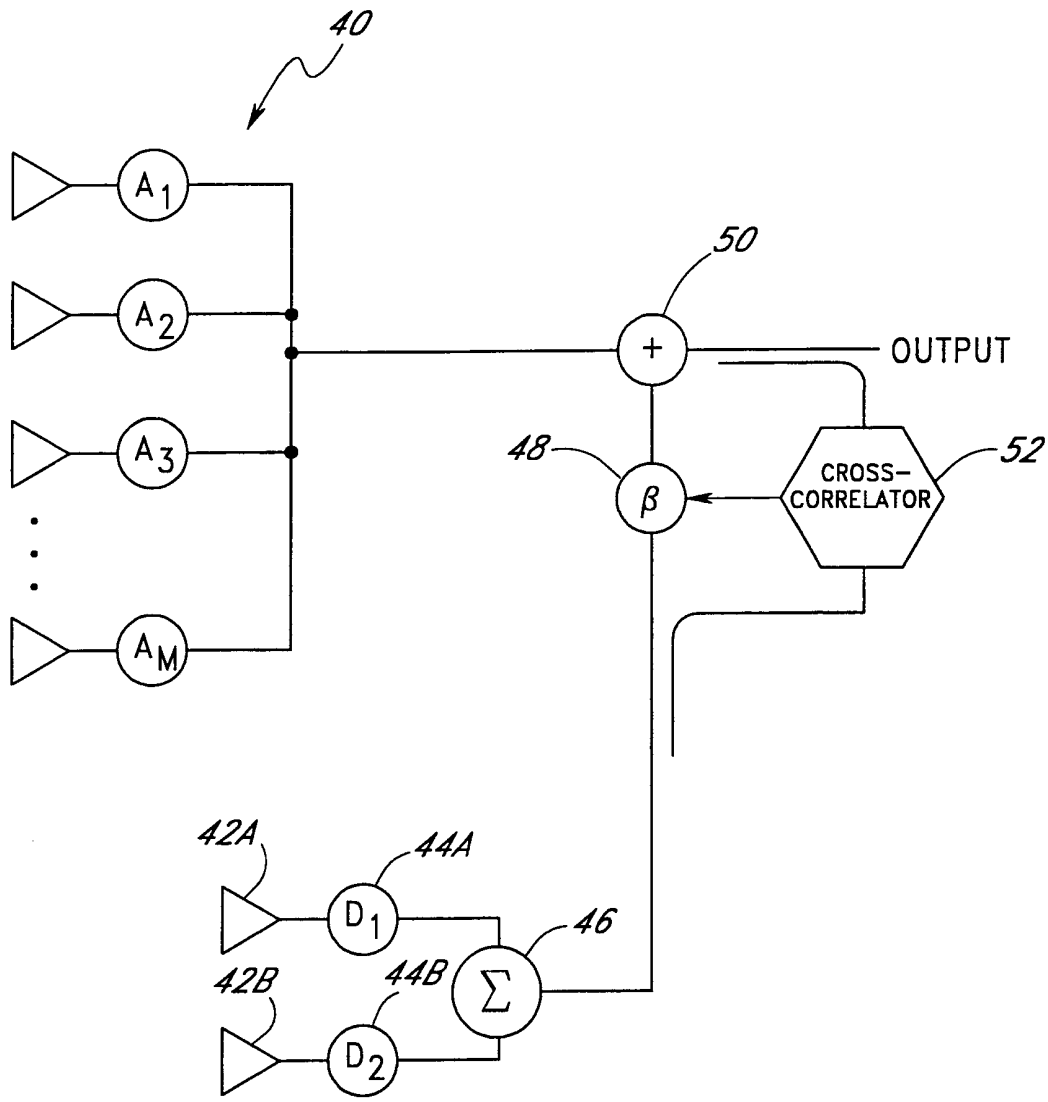 40
A1
A2
50
+
OUTPUT
A3
48
β
CROSS-
CORRELATOR
52
AM
42A
44A
D1
46
Σ
42B
44B
D2